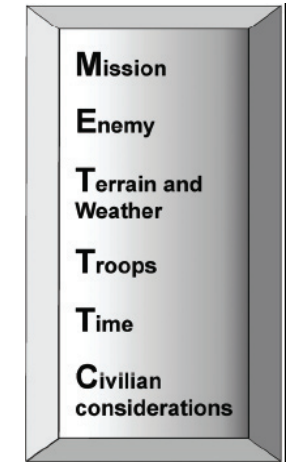 Mission
Enemy
Terrain and
Weather
Troops
Time
Civilian
considerations